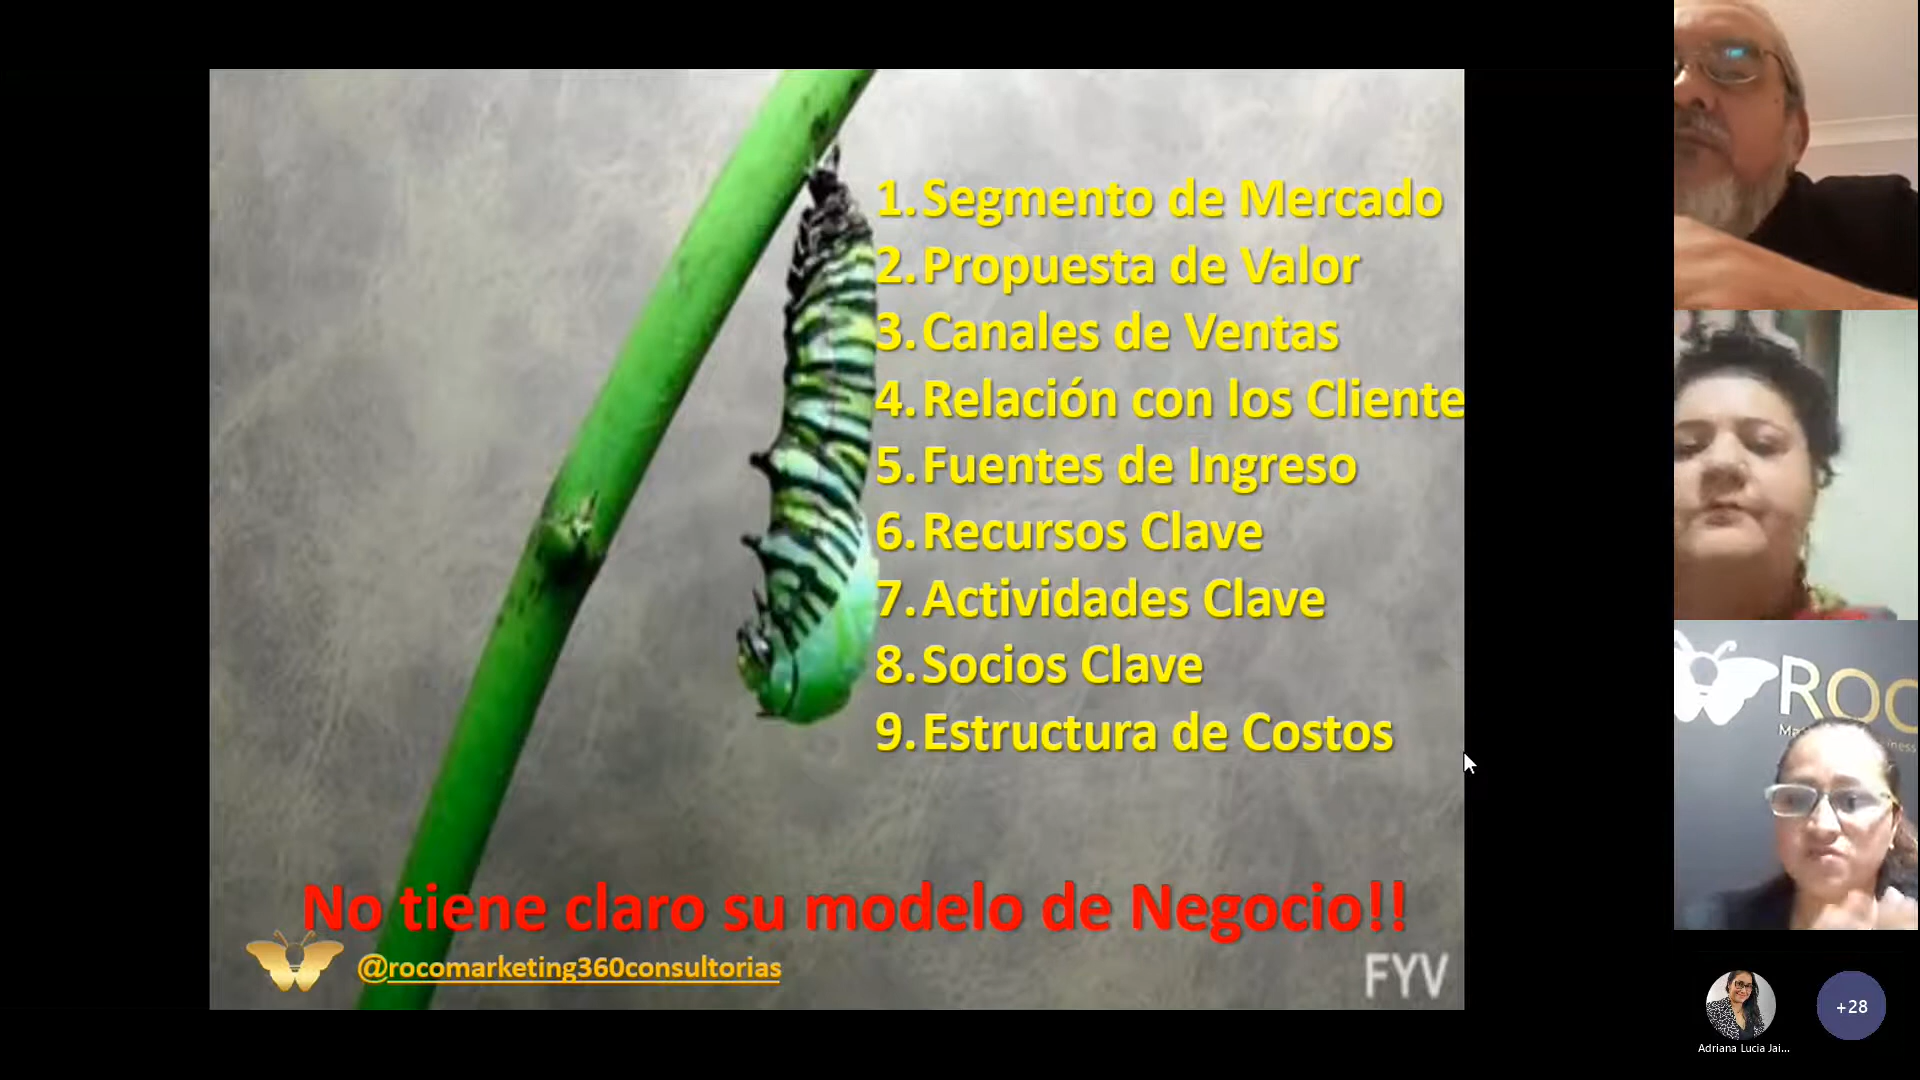 1. Segmento de Mercado
2. Propuesta de Valor
3. Canales de Ventas
4. Relación con los Cliente
5. Fuentes de Ingreso
6. Recursos Clave
7. Actividades Clave
8. Socios Clave
9. Estructura de Costos
No tiene claro su modelo de Negocio!!
@rocomarketing360consultorias
FYV
ROC
Adriana Lucia Jai...
+28